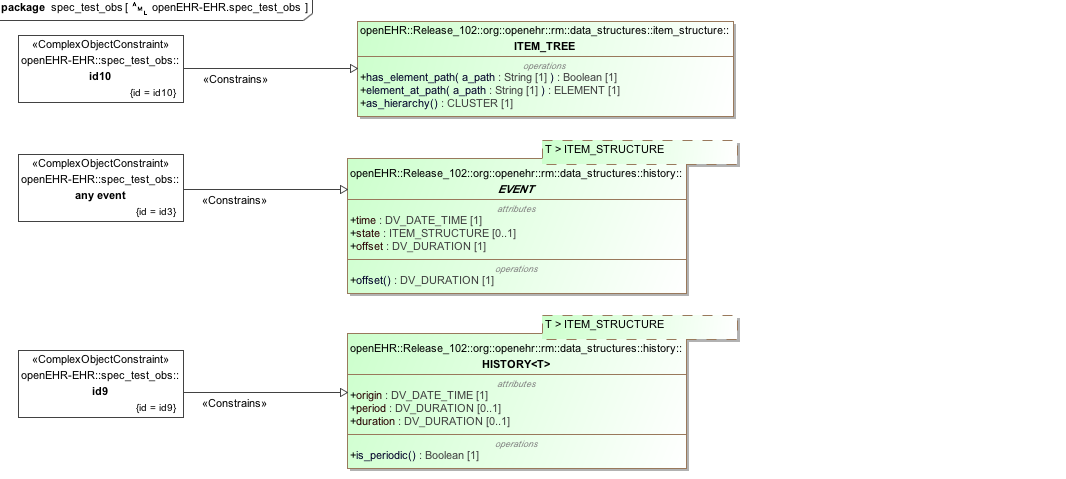 package spec_test_obs [ AML openEHR-EHR.spec_test_obs ]
«ComplexObjectConstraint»
openEHR-EHR::spec_test_obs::
id10
{id = id10}
«Constrains»
openEHR::Release_102::org::openehr::rm::data_structures::item_structure::
ITEM_TREE
operations
+has_element_path( a_path : String [1] ) : Boolean [1]
+element_at_path( a_path : String [1] ) : ELEMENT [1]
+as_hierarchy() : CLUSTER [1]
«ComplexObjectConstraint»
openEHR-EHR::spec_test_obs::
any event
{id = id3}
«Constrains»
T > ITEM_STRUCTURE
openEHR::Release_102::org::openehr::rm::data_structures::history::
EVENT
attributes
+time : DV_DATE_TIME [1]
+state : ITEM_STRUCTURE [0..1]
+offset : DV_DURATION [1]
operations
+offset() : DV_DURATION [1]
«ComplexObjectConstraint»
openEHR-EHR::spec_test_obs::
id9
{id = id9}
«Constrains»
T > ITEM_STRUCTURE
openEHR::Release_102::org::openehr::rm::data_structures::history::
HISTORY<T>
attributes
+origin : DV_DATE_TIME [1]
+period : DV_DURATION [0..1]
+duration : DV_DURATION [0..1]
operations
+is_periodic() : Boolean [1]